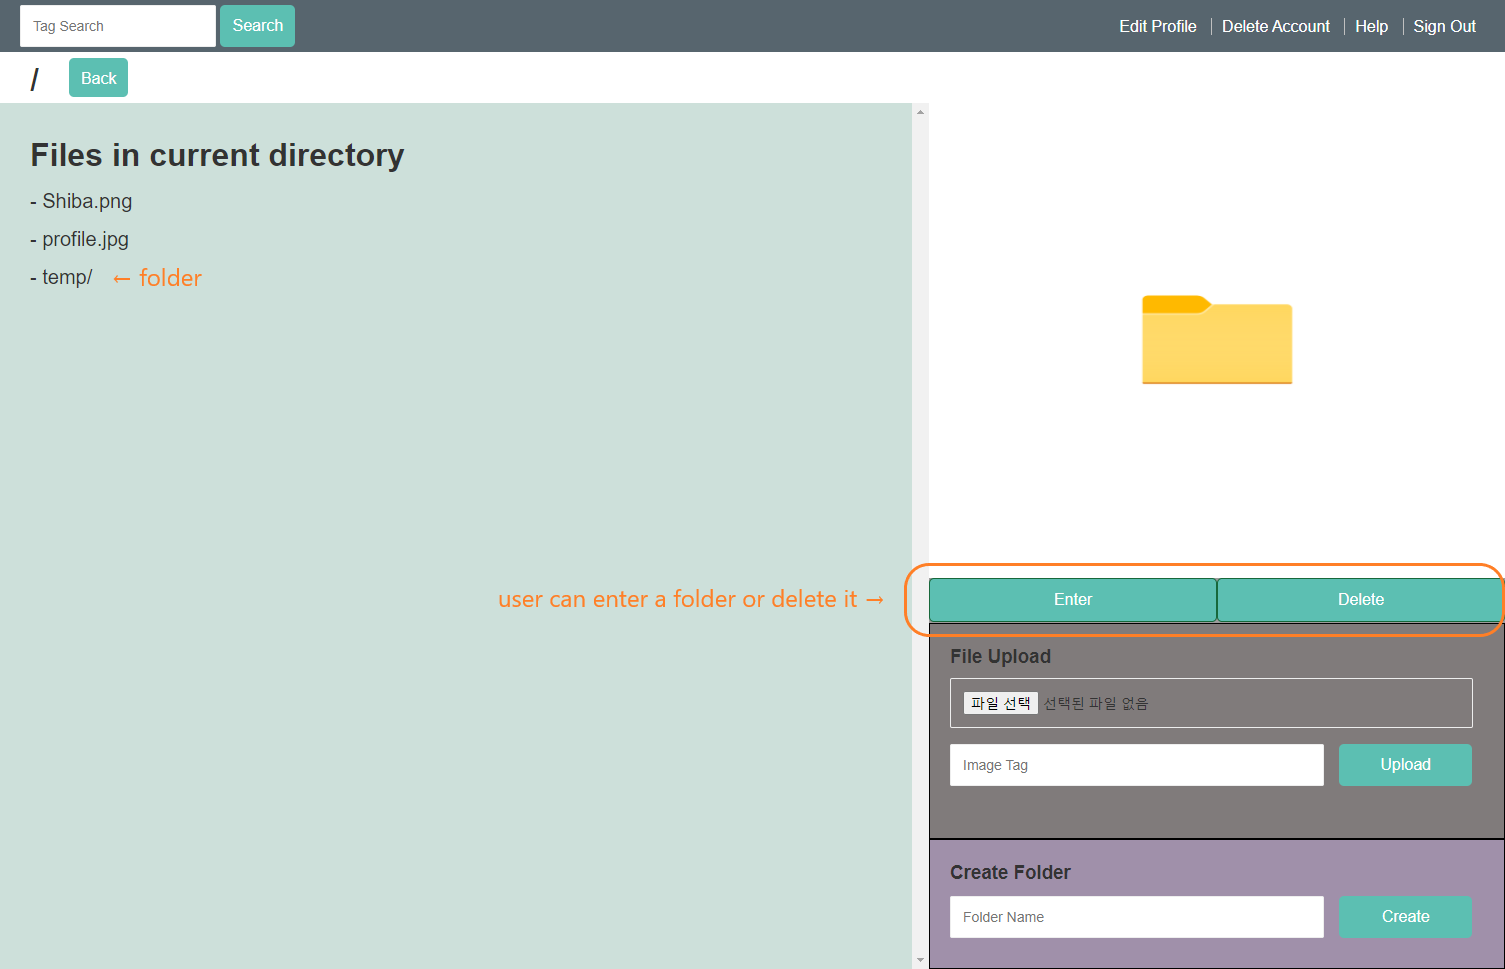 Tag Search Search Edit Profile Delete Account Help Sign Out
/ Back
Files in current directory
- Shiba.png
- profile.jpg
- temp/ ← folder
user can enter a folder or delete it → Enter Delete
File Upload
파일 선택 선택된 파일 없음
Image Tag Upload
Create Folder
Folder Name Create